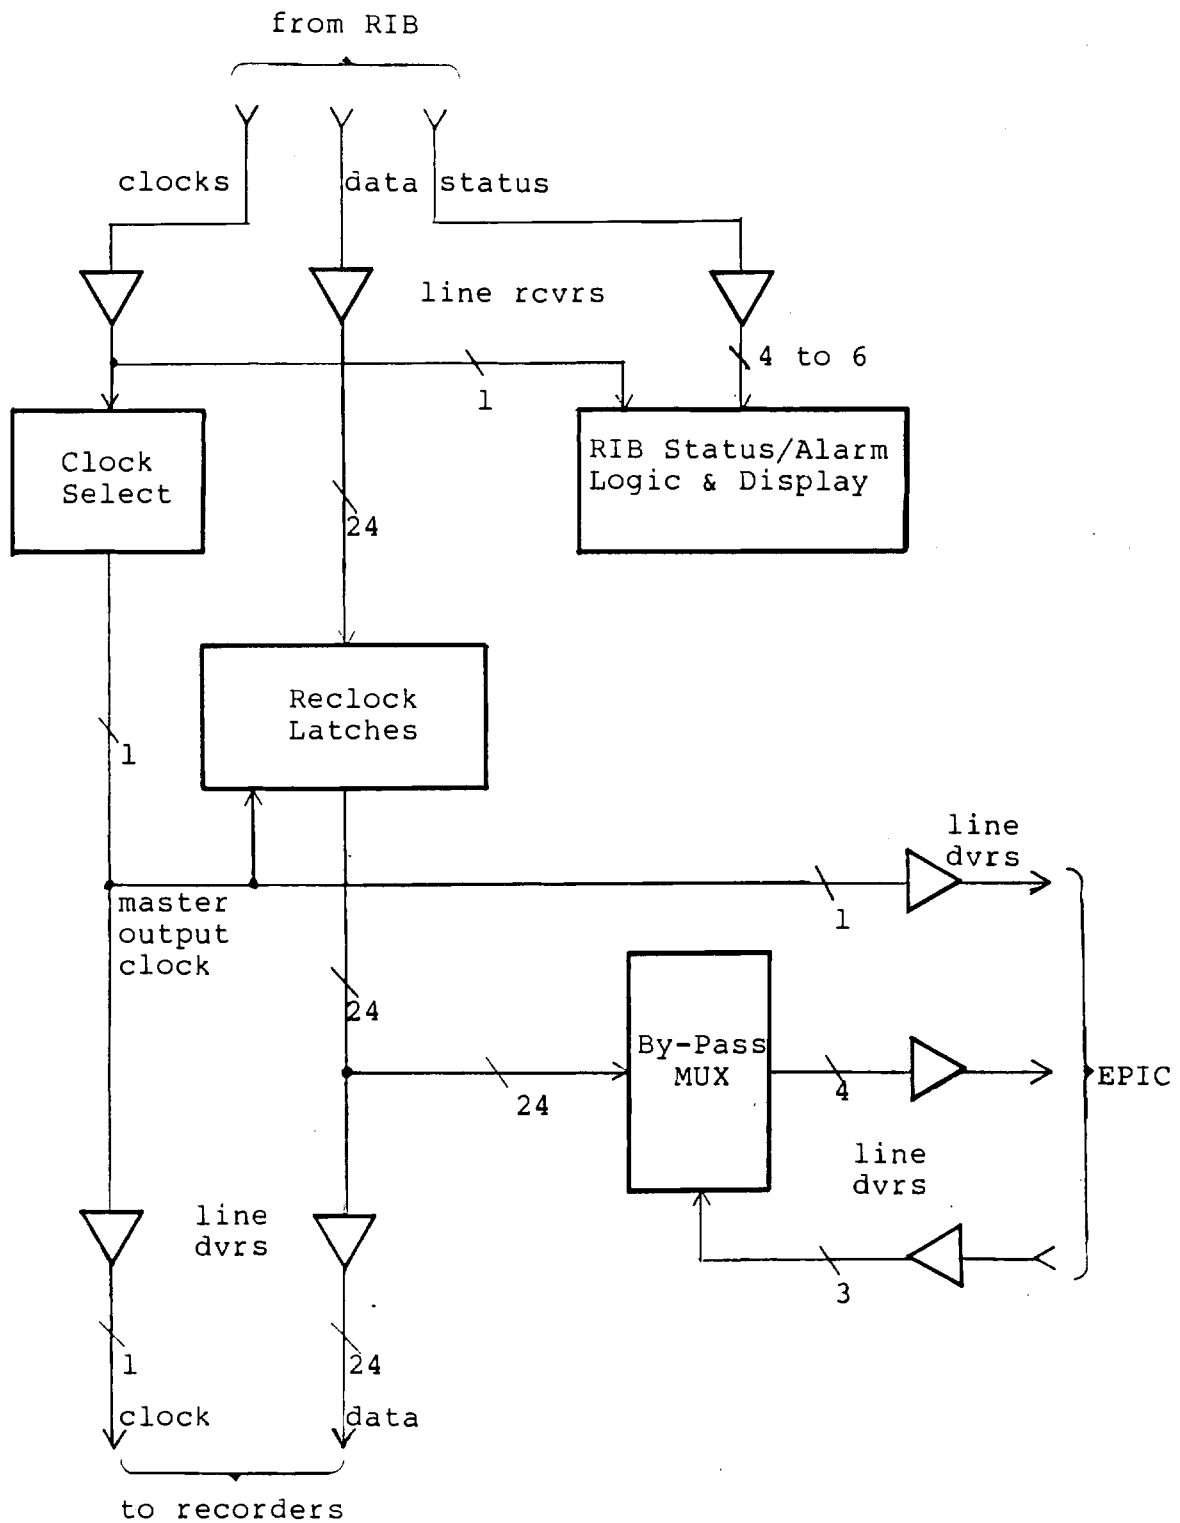 from RIB
clocks
data
status
line rcvrs
4 to 6
1
Clock
Select
RIB Status/Alarm
Logic & Display
24
Reclock
Latches
1
line
dvrs
master
output
clock
1
24
By-Pass
MUX
24
4
EPIC
line
dvrs
line
dvrs
3
1
24
clock
data
to recorders